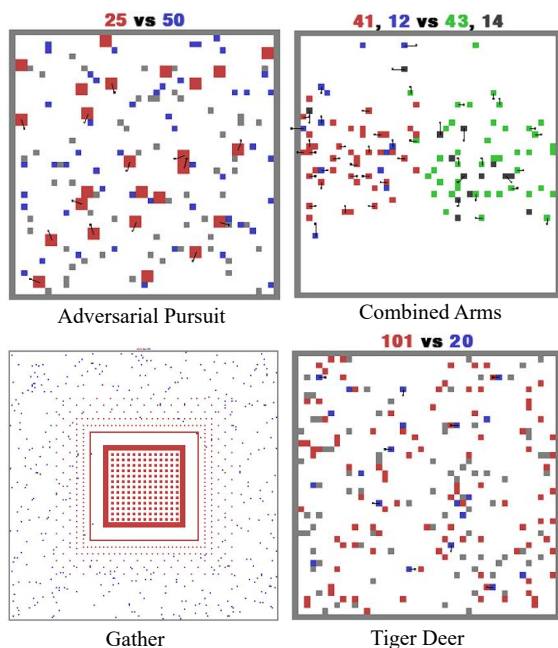 25 vs 50
41, 12 vs 43, 14
Adversarial Pursuit
Combined Arms
101 vs 20
Gather
Tiger Deer